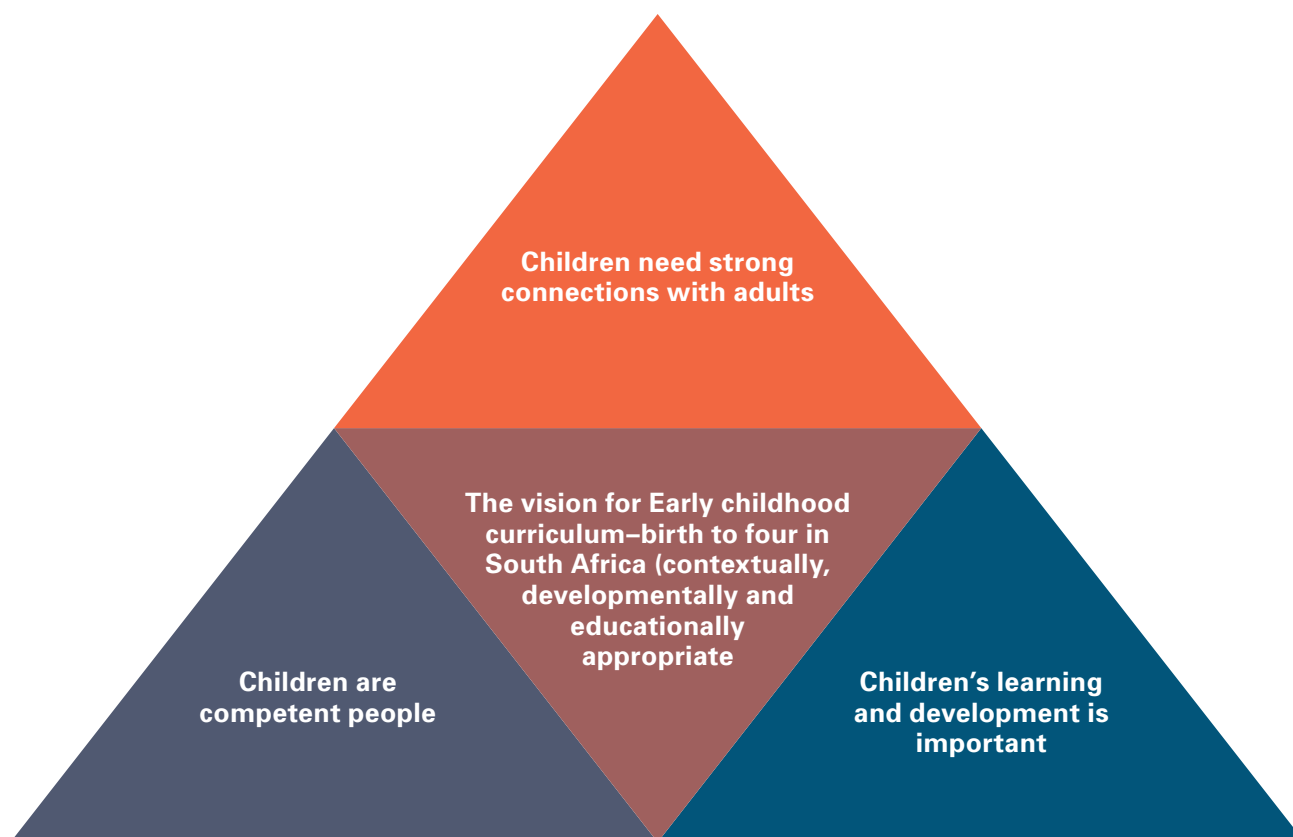 Children need strong
connections with adults
The vision for Early childhood
curriculum–birth to four in
South Africa (contextually,
developmentally and
educationally
appropriate
Children are
competent people
Children’s learning
and development is
important